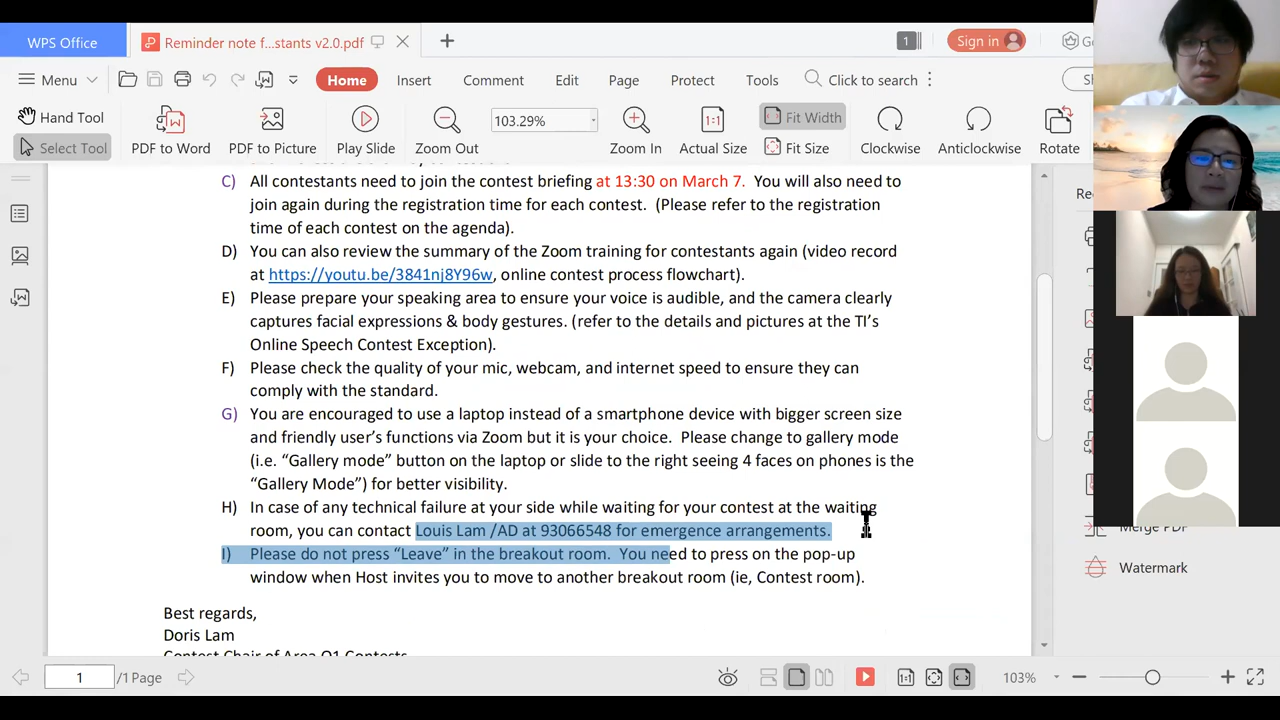 WPS Office
Reminder note f...stants v2.0.pdf
1
Sign in
Menu
Home
Insert
Comment
Edit
Page
Protect
Tools
Click to search
Hand Tool
Select Tool
PDF to Word
PDF to Picture
Play Slide
Zoom Out
103.29%
Zoom In
1:1
Actual Size
Fit Width
Fit Size
Clockwise
Anticlockwise
Rotate
C) All contestants need to join the contest briefing at 13:30 on March 7. You will also need to
join again during the registration time for each contest. (Please refer to the registration
time of each contest on the agenda).
D) You can also review the summary of the Zoom training for contestants again (video record
at https://youtu.be/3841nj8Y96w, online contest process flowchart).
E) Please prepare your speaking area to ensure your voice is audible, and the camera clearly
captures facial expressions & body gestures. (refer to the details and pictures at the TI’s
Online Speech Contest Exception).
F) Please check the quality of your mic, webcam, and internet speed to ensure they can
comply with the standard.
G) You are encouraged to use a laptop instead of a smartphone device with bigger screen size
and friendly user’s functions via Zoom but it is your choice. Please change to gallery mode
(i.e. “Gallery mode” button on the laptop or slide to the right seeing 4 faces on phones is the
“Gallery Mode”) for better visibility.
H) In case of any technical failure at your side while waiting for your contest at the waiting
room, you can contact Louis Lam /AD at 93066548 for emergence arrangements.
I) Please do not press “Leave” in the breakout room. You need to press on the pop-up
window when Host invites you to move to another breakout room (ie, Contest room).
Best regards,
Doris Lam
Contest Chair of Area O1 Contests
Watermark
1
/1 Page
1:1
103%